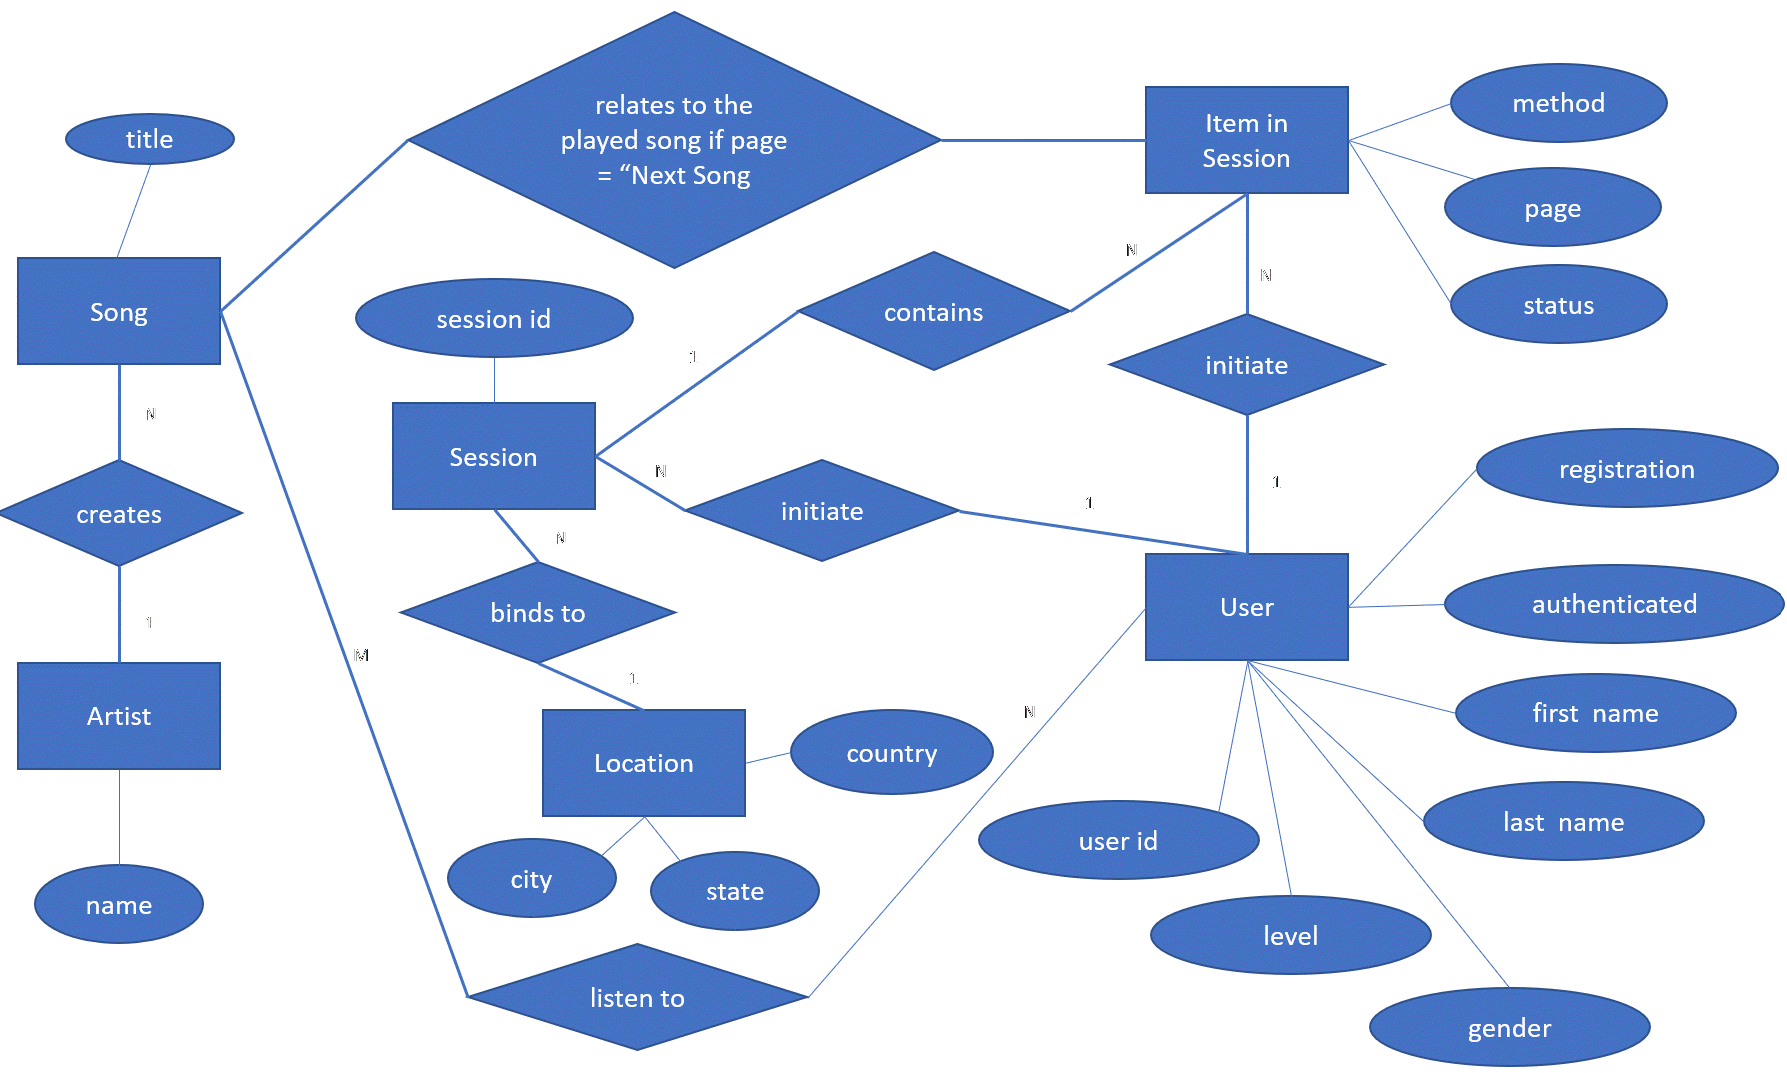 relates to the
played song if page
= “Next Song
Item in
Session
method
title
page
Song
session id
contains
N
N
status
initiate
1
N
Session
N
initiate
1
1
registration
creates
N
binds to
User
authenticated
1
M
1
Artist
Location
country
N
first  name
name
city
state
user id
last  name
level
listen to
gender